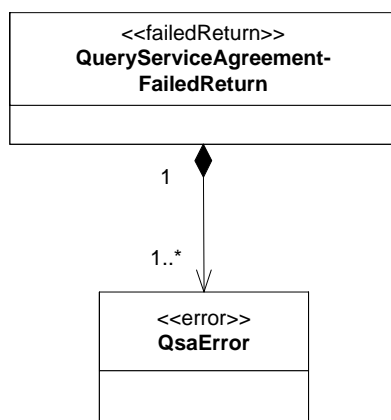 <<failedReturn>>
QueryServiceAgreement-
FailedReturn
1
1..*
<<error>>
QsaError